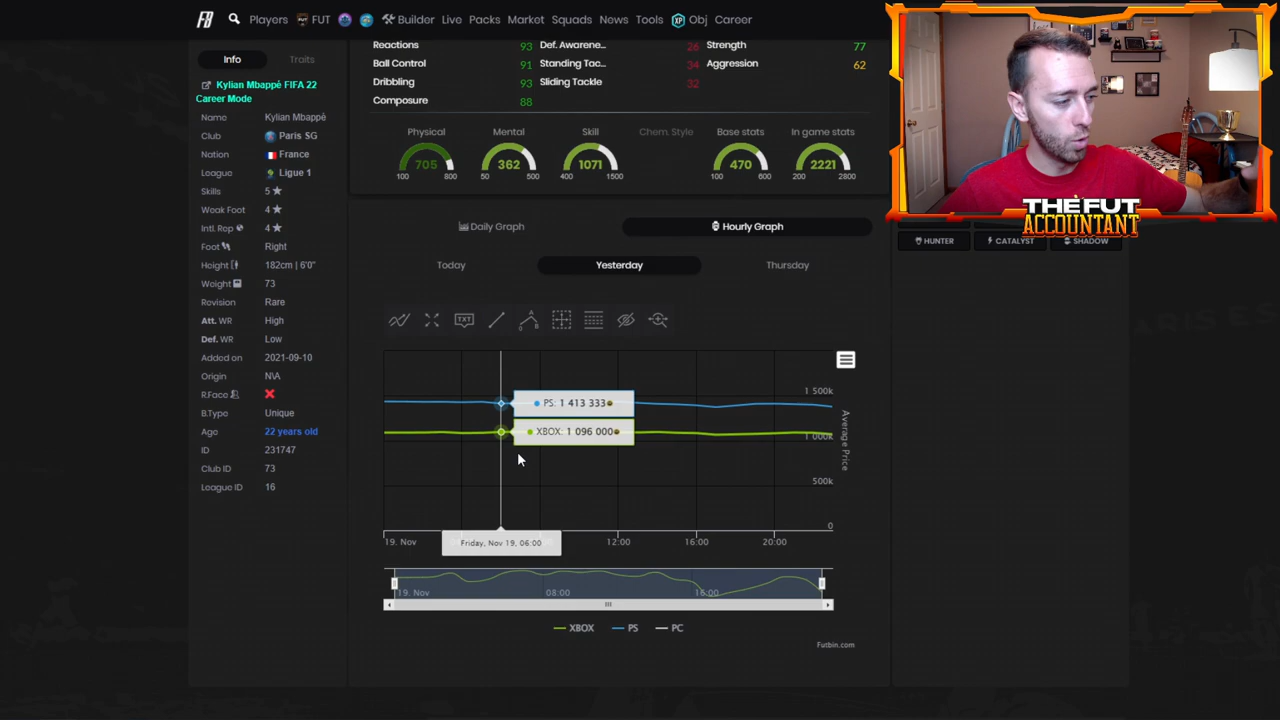 FB Players FUT Builder Live Packs Market Squads News Tools XP Obj Career
Info Traits
Kylian Mbappé FIFA 22
Career Mode
Name Kylian Mbappé
Club Paris SG
Nation France
League Ligue 1
Skills 5
Weak Foot 4
Intl. Rep 4
Foot Right
Height 182cm | 6'0"
Weight 73
Revision Rare
Att. WR High
Def. WR Low
Added on 2021-09-10
Origin N\A
R.Face
B.Type Unique
Age 22 years old
ID 231747
Club ID 73
League ID 16
Reactions 93 Def. Awarene... 26 Strength 77
Ball Control 91 Standing Tac... 34 Aggression 62
Dribbling 93 Sliding Tackle 32
Composure 88
Physical Mental Skill Chem. Style Base stats In game stats
705 362 1071 470 2221
100 800 50 500 400 1500 100 600 200 2800
Daily Graph Hourly Graph
Today Yesterday Thursday
TXT
A
B
1 500k
PS: 1 413 333
XBOX: 1 096 000
1 000k
Average Price
500k
0
Friday, Nov 19, 06:00
19. Nov 12:00 16:00 20:00
19. Nov 08:00 16:00
XBOX PS PC
Futbin.com
THE FUT
ACCOUNTANT
HUNTER CATALYST SHADOW